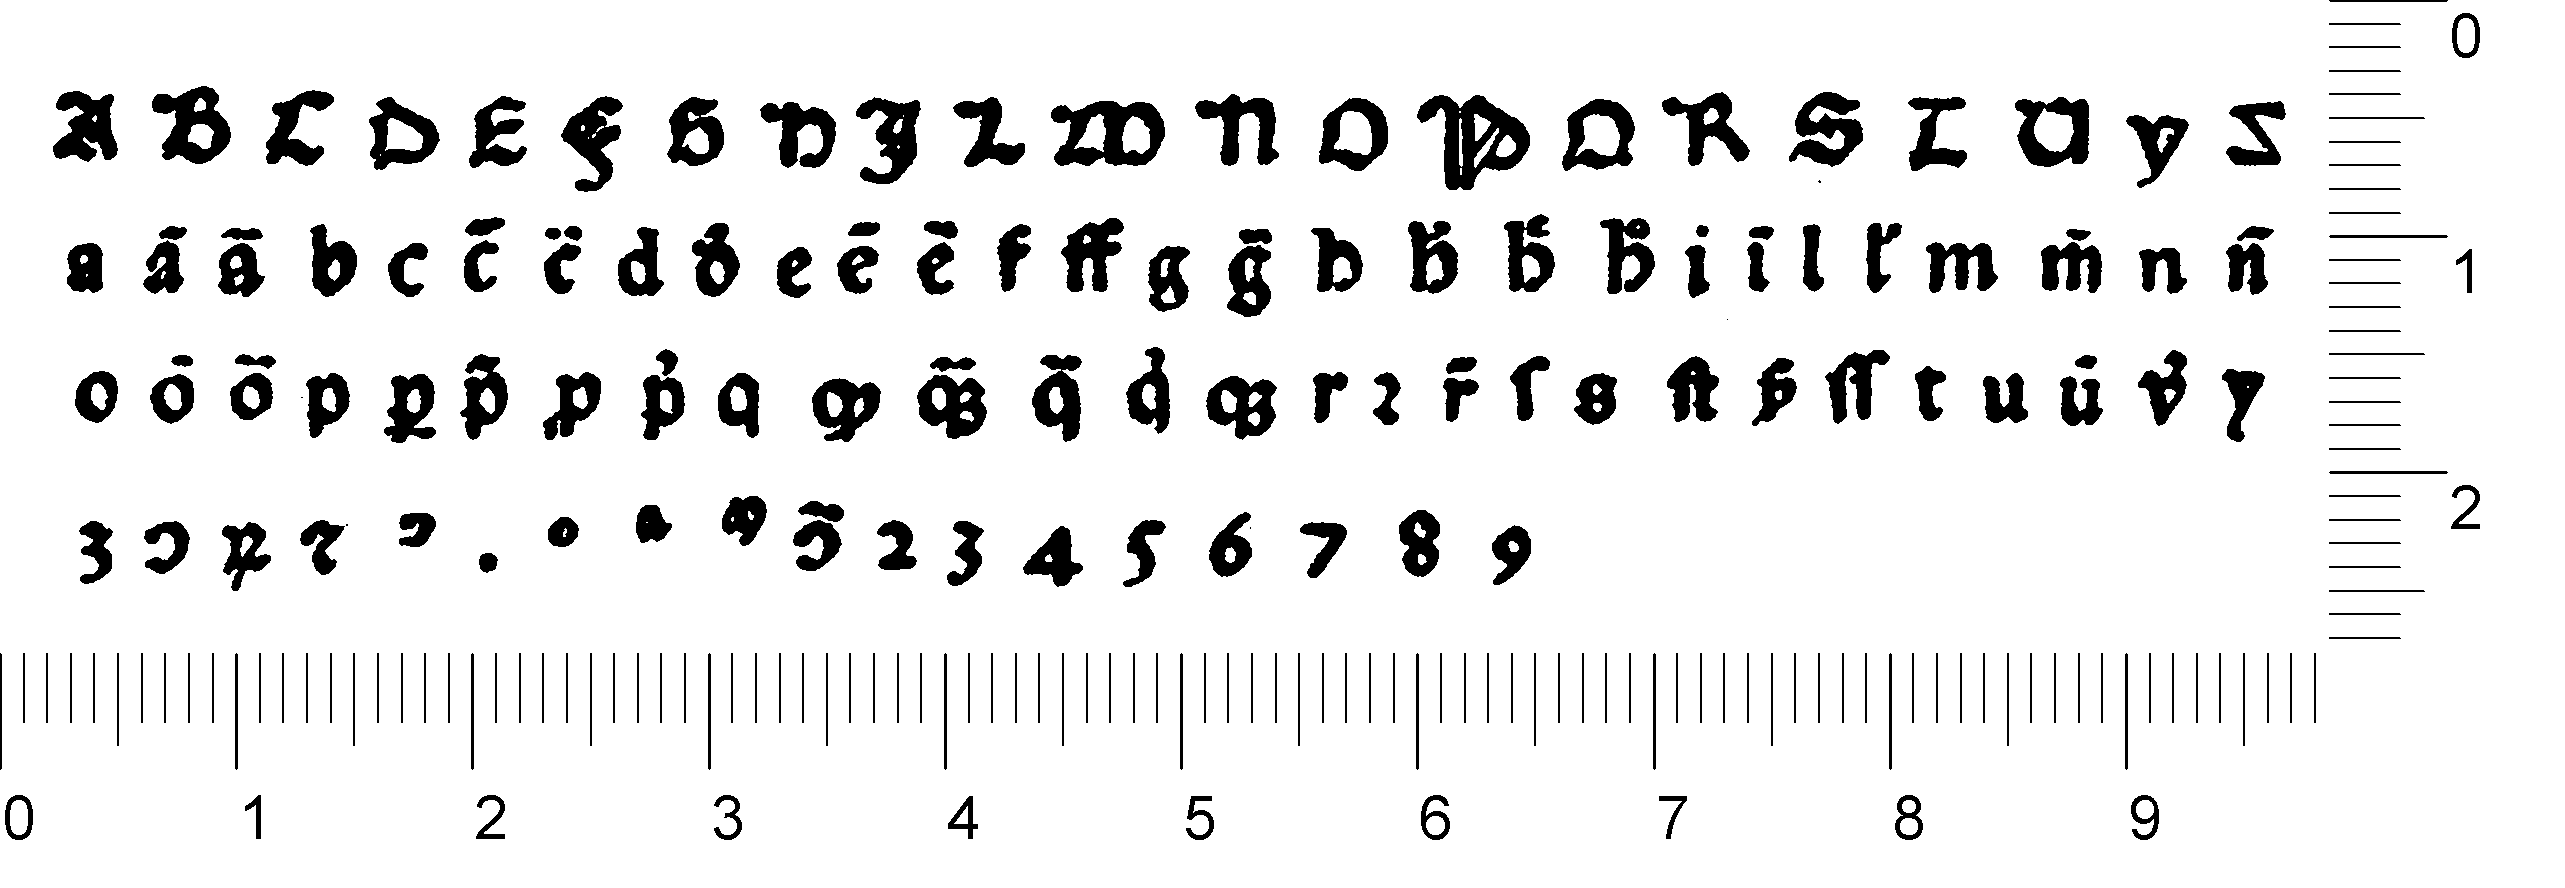 A B C D E F G H J L M N O P Q R S T U y Z
a á ā b c c̄ c̈ d ð e ē ẽ f ff g ḡ h h̄ h̃ h̃ i ī l l̛ m m̄ n n̄
o ō õ p ꝑ p̃ ꝓ p̛ q ꝙ q̃ꝫ q̃ q̛ qꝫ r ꝛ r̄ ſ s ſt ẜ ſſ t u ū v̛ y
ꝫ ɔ ꝝ ⁊ . o a 2 3 4 5 6 7 8 9
0
1
2
0 1 2 3 4 5 6 7 8 9